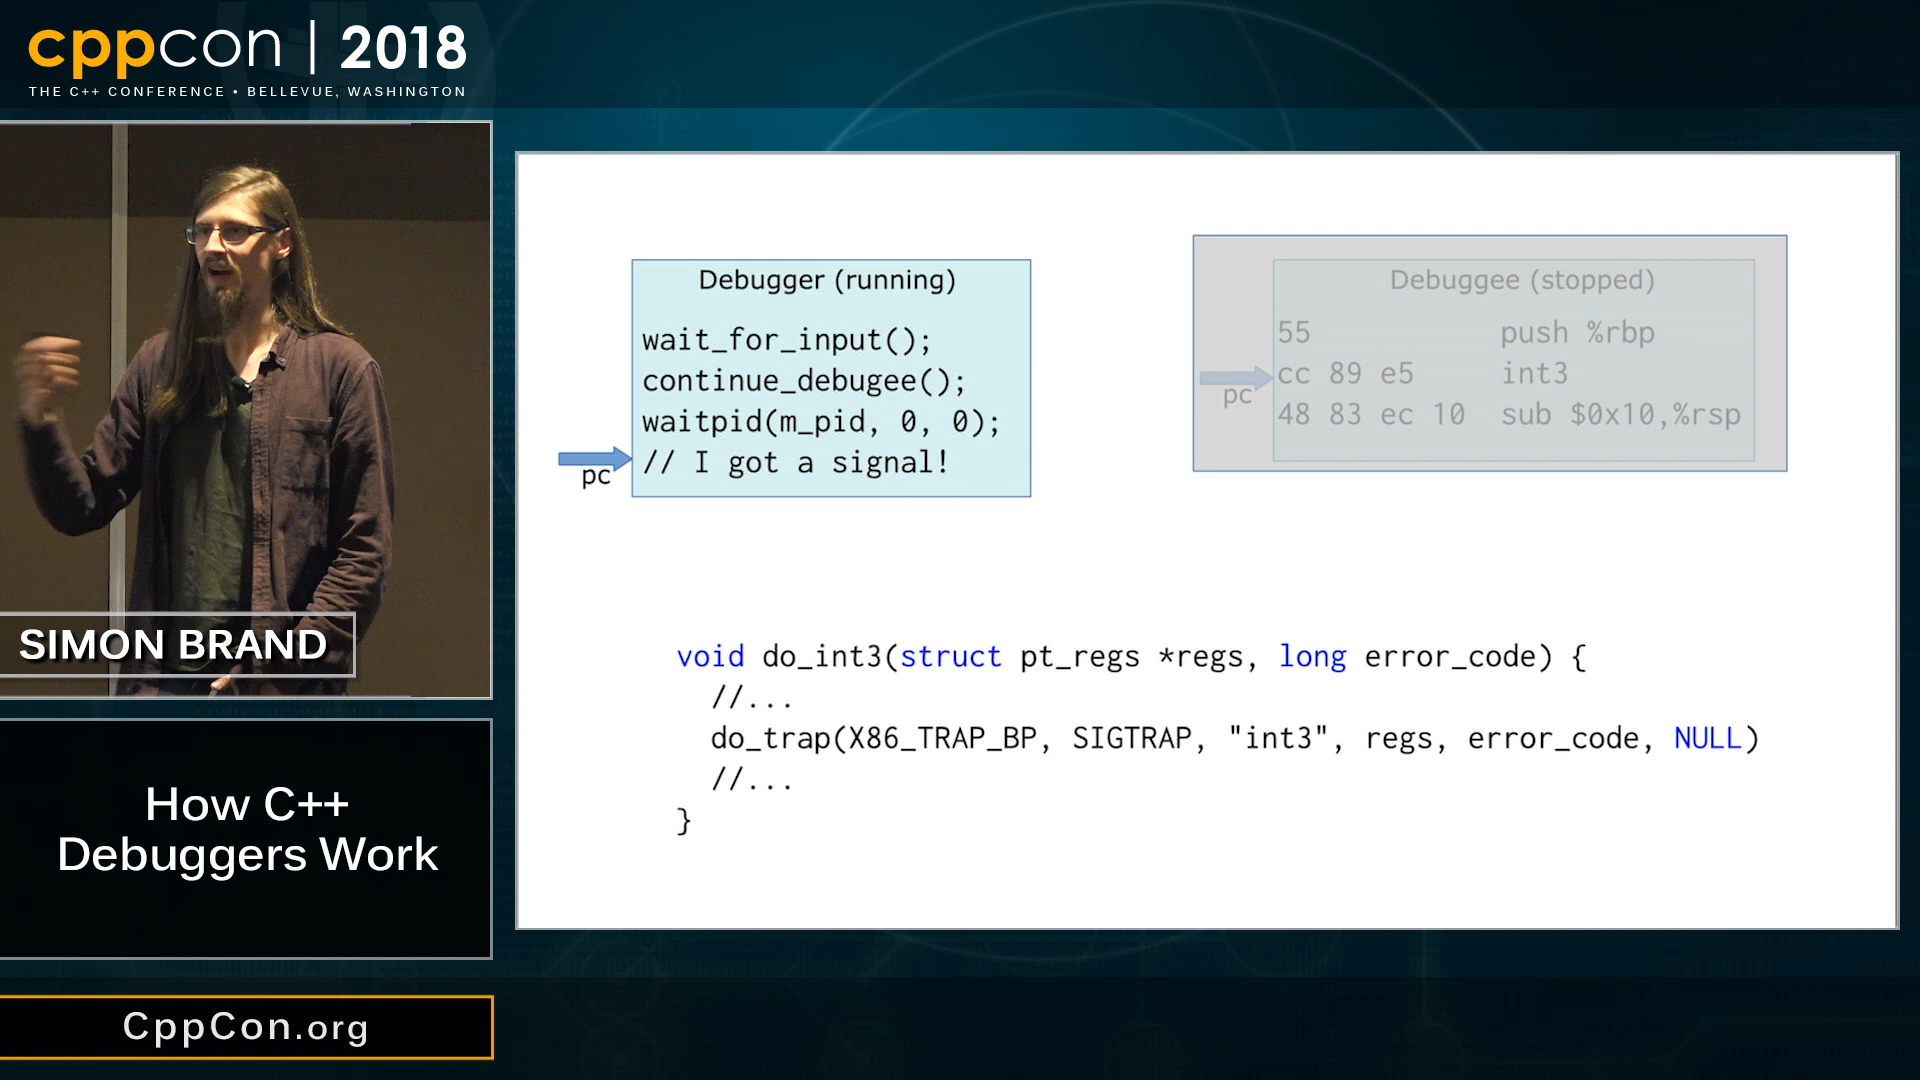 cppcon | 2018
THE C++ CONFERENCE • BELLEVUE, WASHINGTON
SIMON BRAND
How C++
Debuggers Work
CppCon.org
Debugger (running)
wait_for_input();
continue_debugee();
waitpid(m_pid, 0, 0);
// I got a signal!
pc
Debuggee (stopped)
55 push %rbp
cc 89 e5 int3
48 83 ec 10 sub $0x10,%rsp
pc
void do_int3(struct pt_regs *regs, long error_code) {
//...
do_trap(X86_TRAP_BP, SIGTRAP, "int3", regs, error_code, NULL)
//...
}